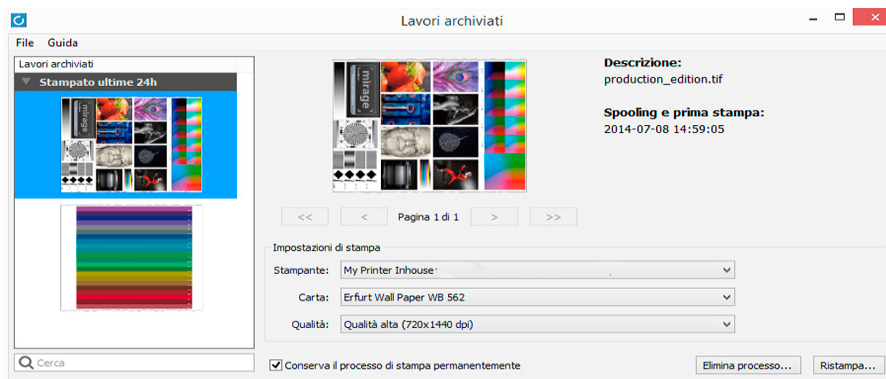 Lavori archiviati
File Guida
Lavori archiviati
Stampato ultime 24h
mirage
mirage
Descrizione:
production_edition.tif
Spooling e prima stampa:
2014-07-08 14:59:05
<< < Pagina 1 di 1 > >>
Impostazioni di stampa
Stampante: My Printer Inhouse
Carta: Erfurt Wall Paper WB 562
Qualità: Qualità alta (720x1440 dpi)
Cerca
Conserva il processo di stampa permanentemente
Elimina processo... Ristampa...